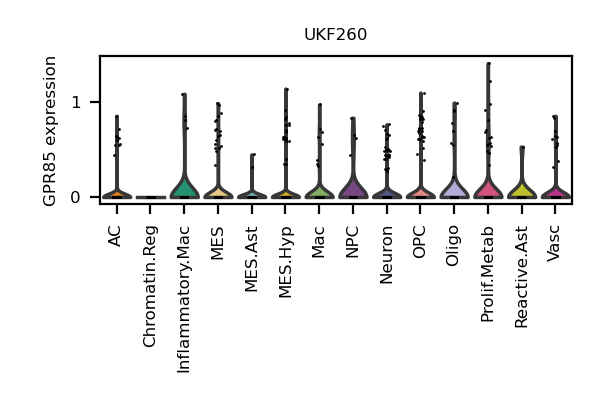 UKF260
GPR85 expression
1
0
AC
Chromatin.Reg
Inflammatory.Mac
MES
MES.Ast
MES.Hyp
Mac
NPC
Neuron
OPC
Oligo
Prolif.Metab
Reactive.Ast
Vasc